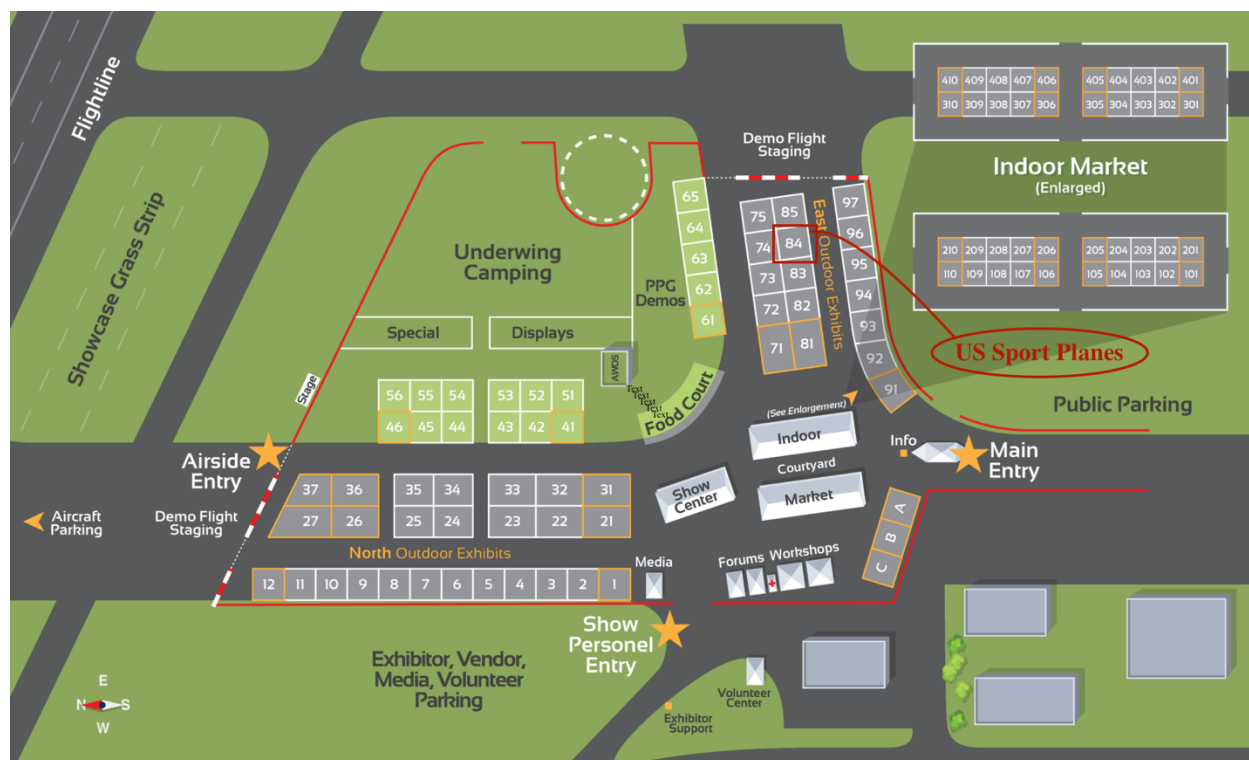 Flightline
Showcase Grass Strip
Underwing
Camping
Special
Displays
Stage
AWOS
Text
Text
Text
Text
Text
Food Court
PPG
Demos
65
64
63
62
61
Demo Flight
Staging
75 85
74 84
73 83
72 82
71 81
East Outdoor Exhibits
97
96
95
94
93
92
91
410 409 408 407 406
310 309 308 307 306
405 404 403 402 401
305 304 303 302 301
Indoor Market
(Enlarged)
210 209 208 207 206
110 109 108 107 106
205 204 203 202 201
105 104 103 102 101
US Sport Planes
Public Parking
56 55 54
46 45 44
53 52 51
43 42 41
(See Enlargement)
Indoor
Courtyard
Market
Show
Center
Info
Main
Entry
Airside
Entry
Aircraft
Parking
Demo Flight
Staging
37 36
27 26
35 34
25 24
33 32 31
23 22 21
North Outdoor Exhibits
12 11 10 9 8 7 6 5 4 3 2 1
Media
Forums Workshops
A
B
C
Show
Personel
Entry
Exhibitor, Vendor,
Media, Volunteer
Parking
Volunteer
Center
Exhibitor
Support
E
N S
W